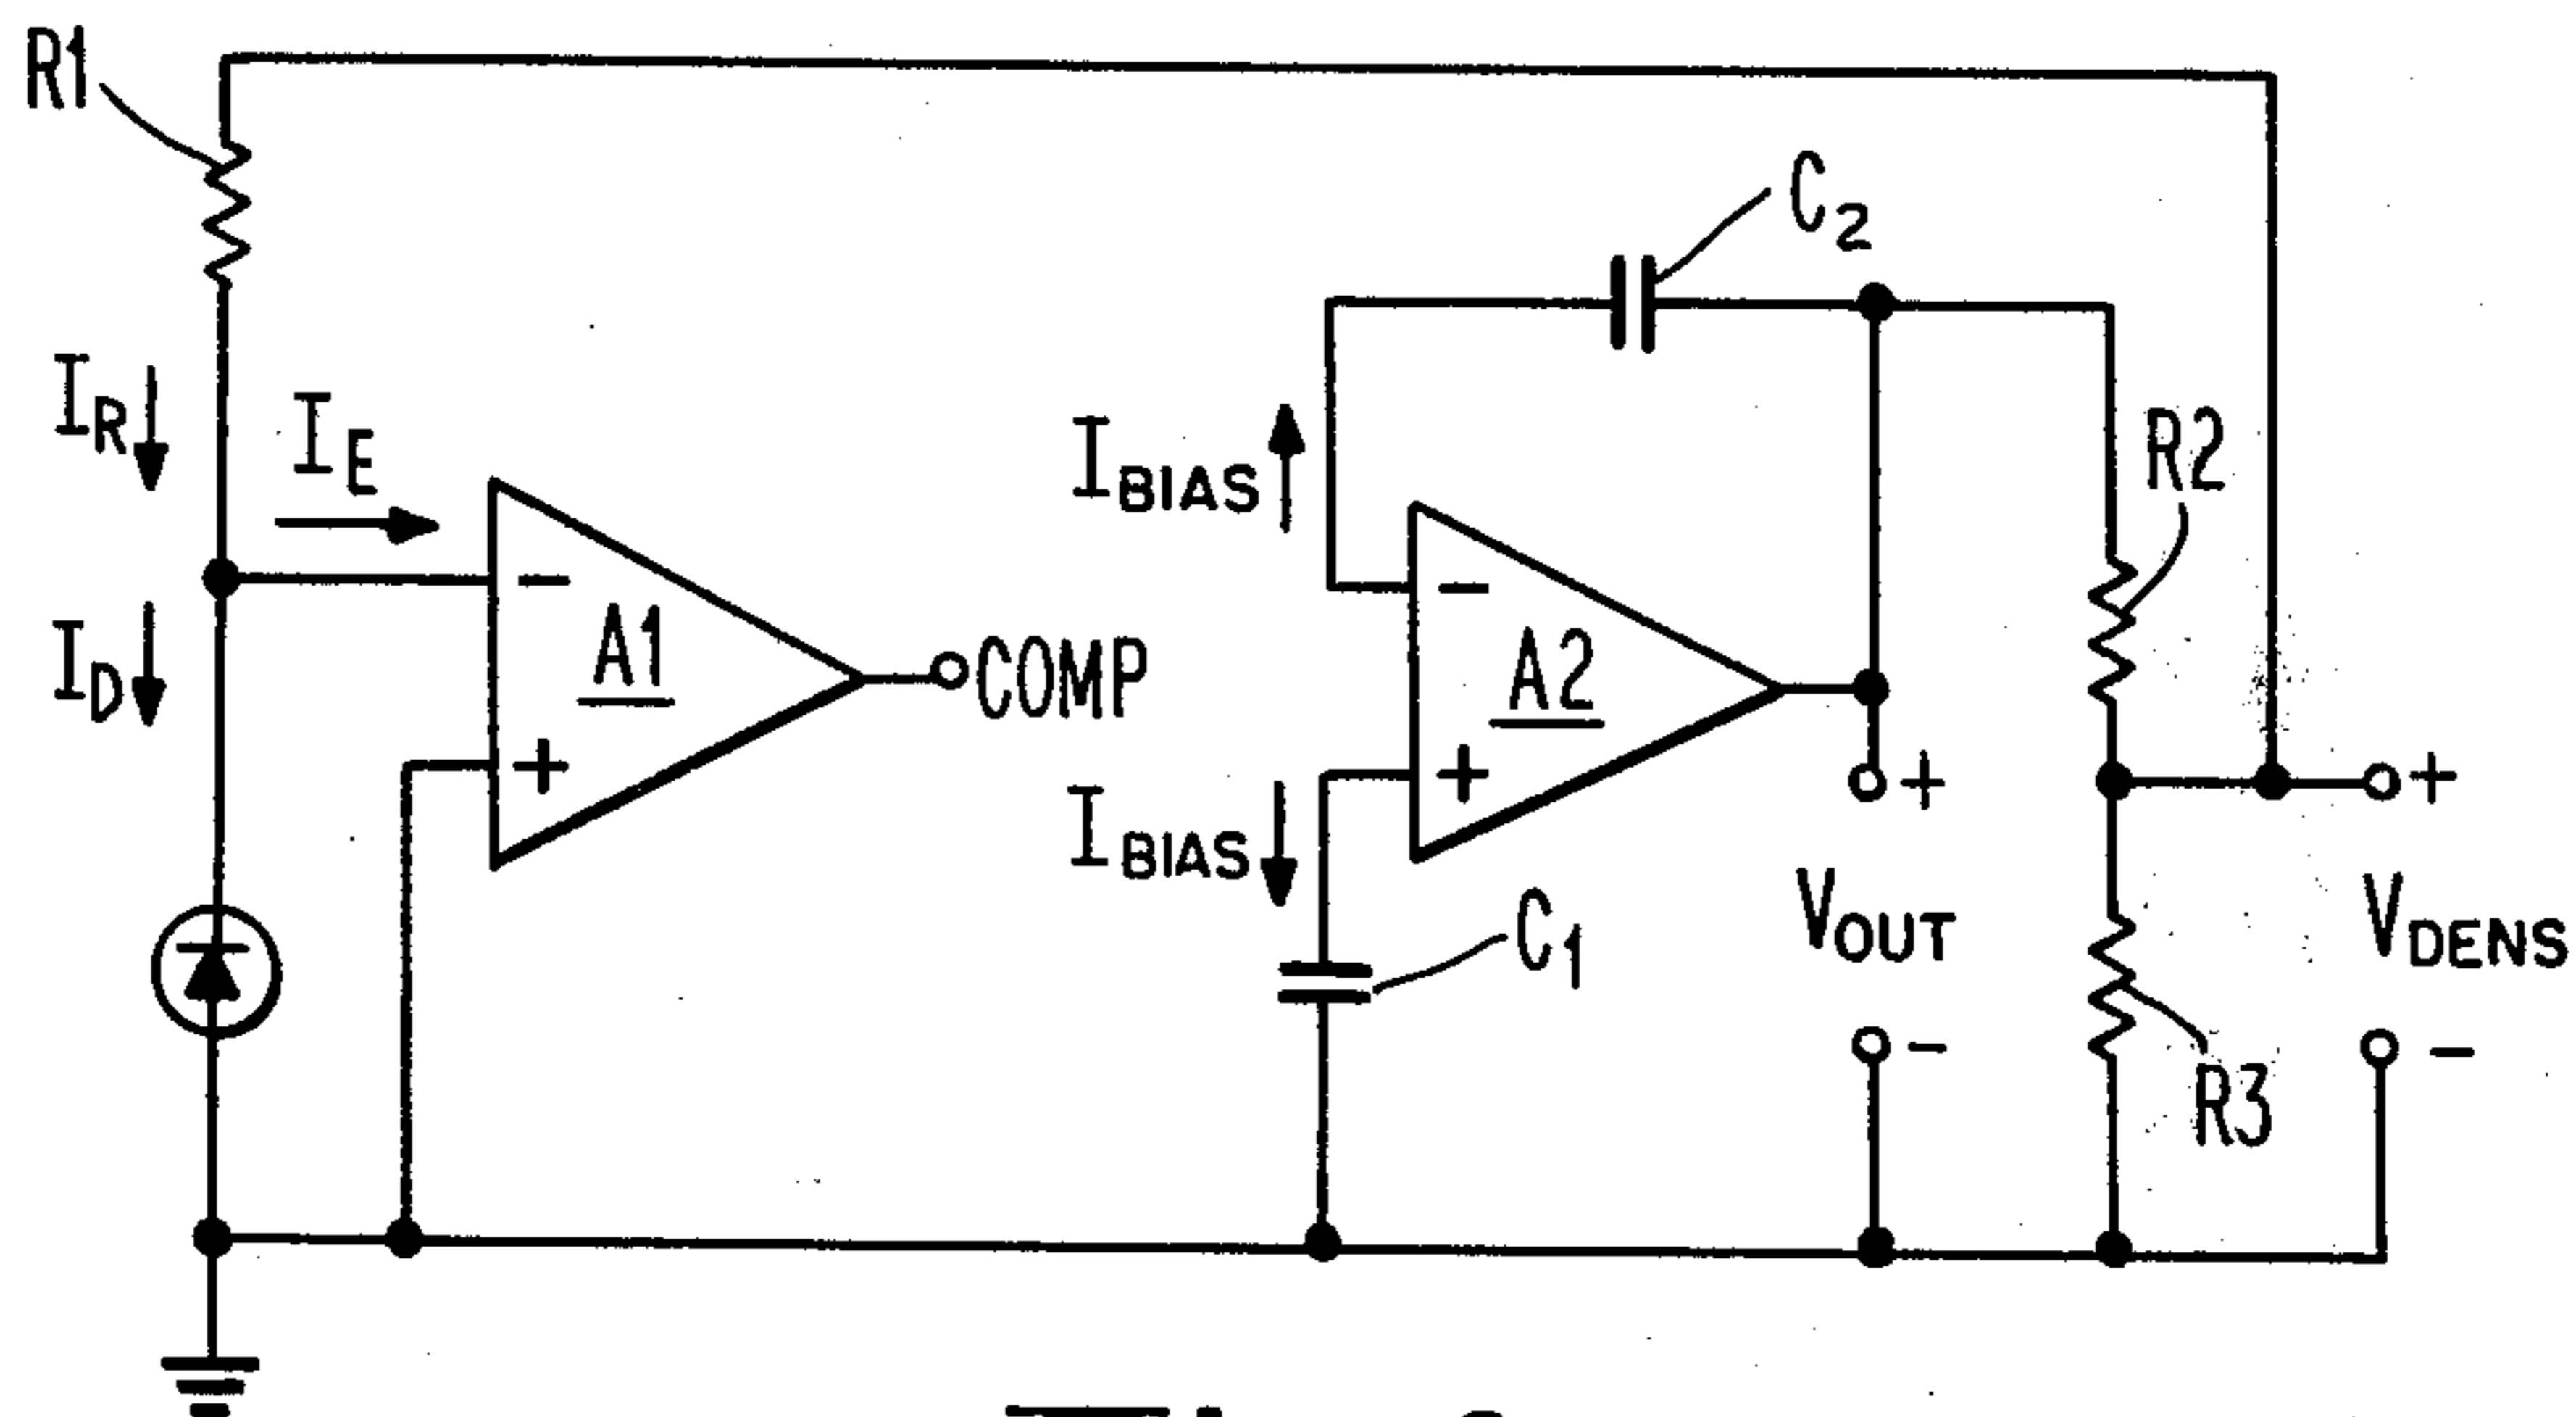 R1
C2
IR
IE
IBIAS
R2
−
A1
+
COMP
−
A2
+
ID
IBIAS
C1
+
VOUT
−
+
VDENS
−
R3